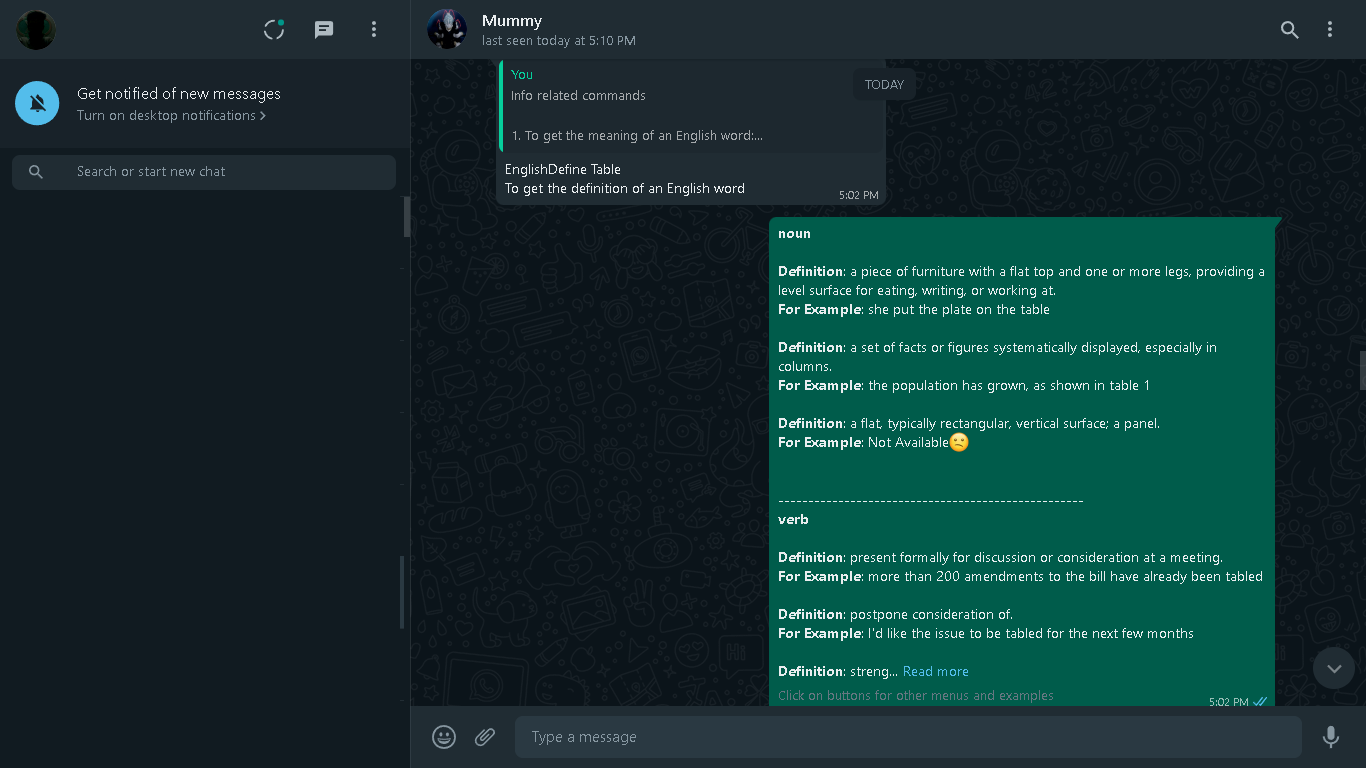 Mummy
last seen today at 5:10 PM
Get notified of new messages
Turn on desktop notifications >
Search or start new chat
TODAY
You
Info related commands
1. To get the meaning of an English word:...
EnglishDefine Table
To get the definition of an English word
5:02 PM
noun
Definition: a piece of furniture with a flat top and one or more legs, providing a
level surface for eating, writing, or working at.
For Example: she put the plate on the table
Definition: a set of facts or figures systematically displayed, especially in
columns.
For Example: the population has grown, as shown in table 1
Definition: a flat, typically rectangular, vertical surface; a panel.
For Example: Not Available🙁
---------------------------------------------------
verb
Definition: present formally for discussion or consideration at a meeting.
For Example: more than 200 amendments to the bill have already been tabled
Definition: postpone consideration of.
For Example: I'd like the issue to be tabled for the next few months
Definition: streng... Read more
Click on buttons for other menus and examples
5:02 PM
Type a message